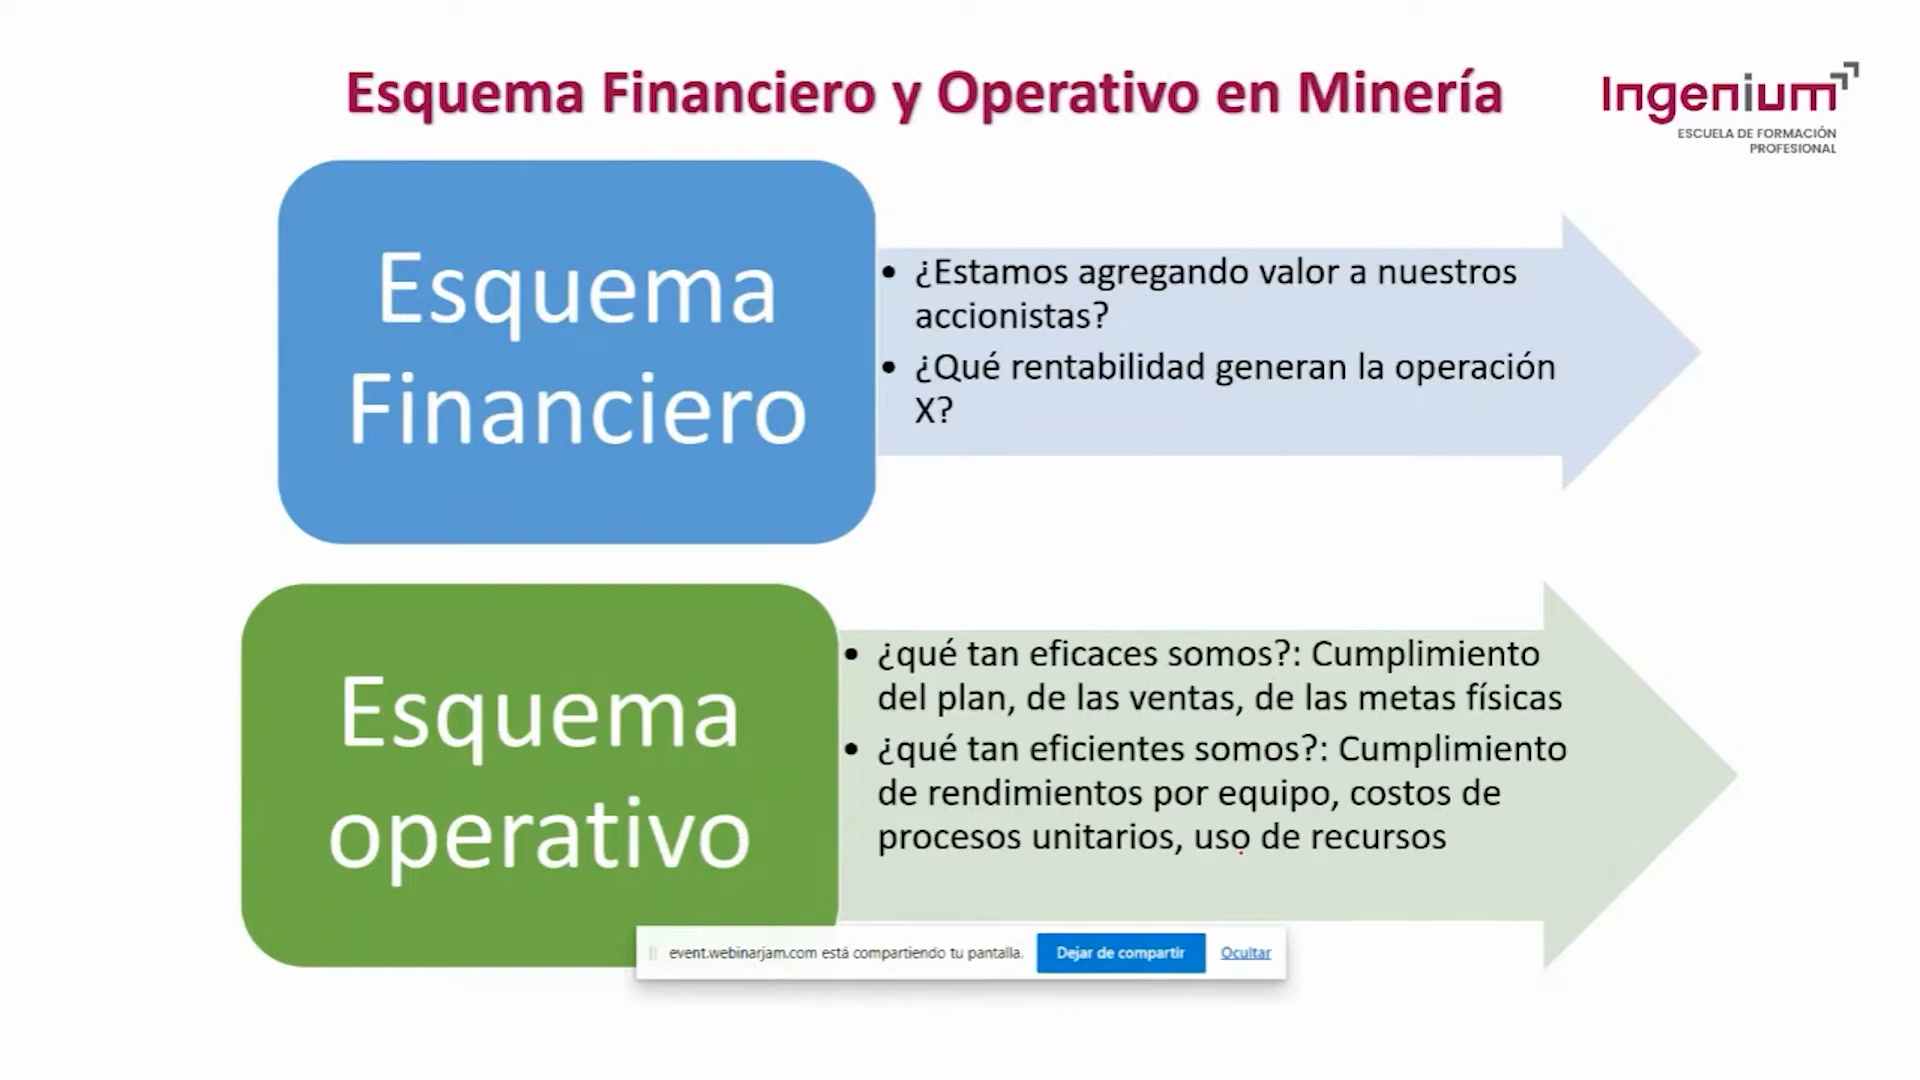 Esquema Financiero y Operativo en Minería
Ingenium
ESCUELA DE FORMACIÓN
PROFESIONAL
Esquema
Financiero
• ¿Estamos agregando valor a nuestros
accionistas?
• ¿Qué rentabilidad generan la operación
X?
Esquema
operativo
• ¿qué tan eficaces somos?: Cumplimiento
del plan, de las ventas, de las metas físicas
• ¿qué tan eficientes somos?: Cumplimiento
de rendimientos por equipo, costos de
procesos unitarios, uso de recursos
event.webinarjam.com está compartiendo tu pantalla.
Dejar de compartir
Ocultar